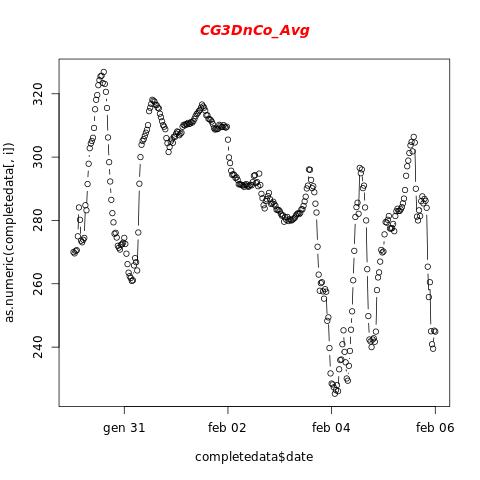 CG3DnCo_Avg
as.numeric(completedata[, i])
320
300
280
260
240
gen 31
feb 02
feb 04
feb 06
completedata$date